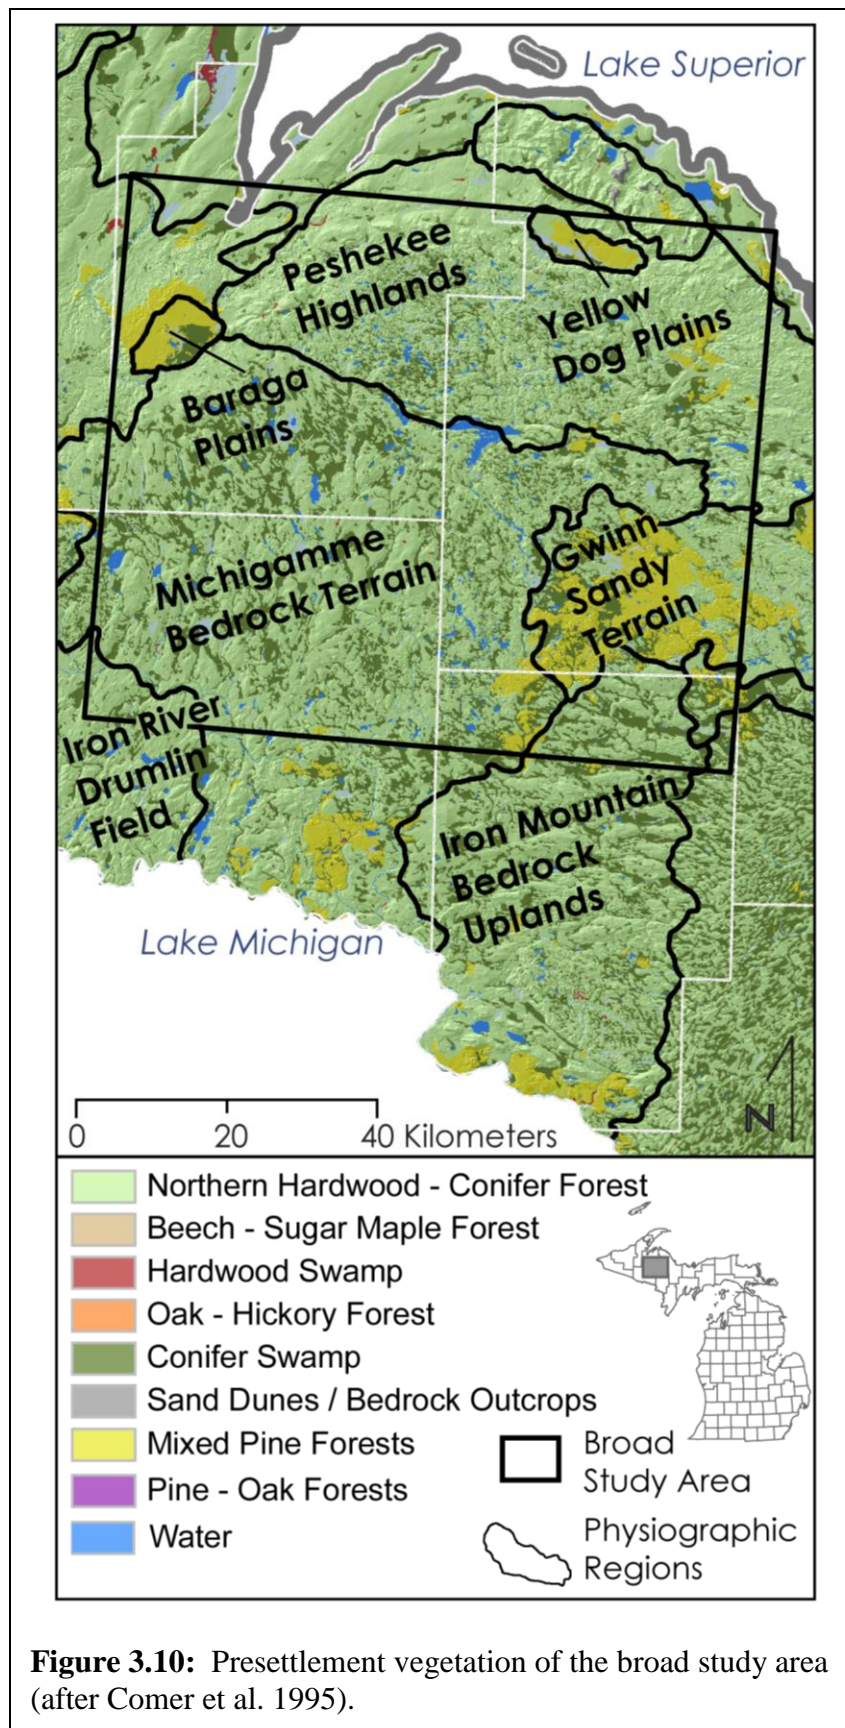 Lake Superior
Peshekee
Highlands
Yellow
Dog Plains
Baraga
Plains
Michigamme
Bedrock Terrain
Gwinn
Sandy
Terrain
Iron River
Drumlin
Field
Iron Mountain
Bedrock
Uplands
Lake Michigan
0 20 40 Kilometers
N
Northern Hardwood - Conifer Forest
Beech - Sugar Maple Forest
Hardwood Swamp
Oak - Hickory Forest
Conifer Swamp
Sand Dunes / Bedrock Outcrops
Mixed Pine Forests
Pine - Oak Forests
Water
Broad
Study Area
Physiographic
Regions
Figure 3.10: Presettlement vegetation of the broad study area
(after Comer et al. 1995).